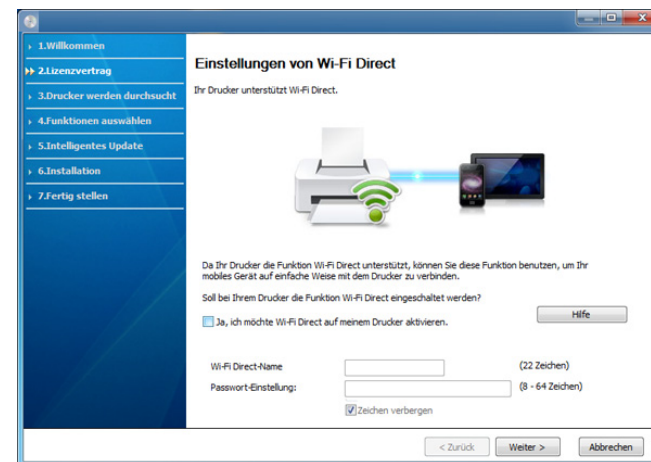 1.Willkommen
2.Lizenzvertrag
3.Drucker werden durchsucht
4.Funktionen auswählen
5.Intelligentes Update
6.Installation
7.Fertig stellen
Einstellungen von Wi-Fi Direct
Ihr Drucker unterstützt Wi-Fi Direct.
Da Ihr Drucker die Funktion Wi-Fi Direct unterstützt, können Sie diese Funktion benutzen, um Ihr
mobiles Gerät auf einfache Weise mit dem Drucker zu verbinden.
Soll bei Ihrem Drucker die Funktion Wi-Fi Direct eingeschaltet werden?
Hilfe
Ja, ich möchte Wi-Fi Direct auf meinem Drucker aktivieren.
Wi-Fi Direct-Name (22 Zeichen)
Passwort-Einstellung: (8 - 64 Zeichen)
Zeichen verbergen
< Zurück Weiter > Abbrechen